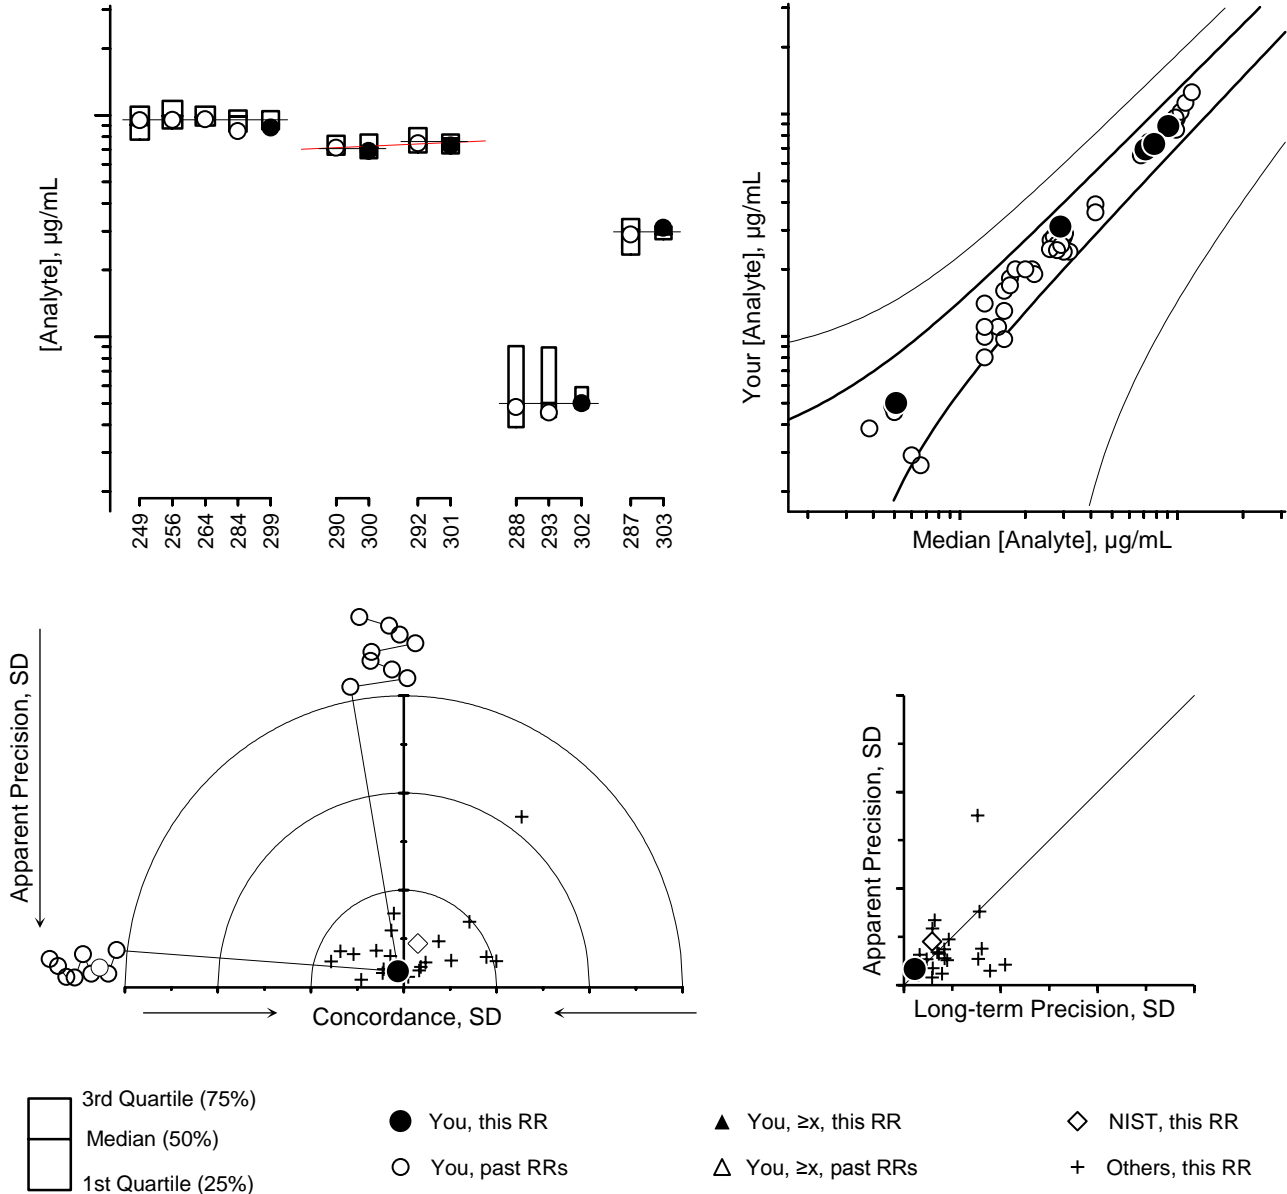 [Analyte], µg/mL
249
256
264
284
299
290
300
292
301
288
293
302
287
303
Your [Analyte], µg/mL
Median [Analyte], µg/mL
Apparent Precision, SD
Concordance, SD
Apparent Precision, SD
Long-term Precision, SD
3rd Quartile (75%)
Median (50%)
1st Quartile (25%)
You, this RR
You, past RRs
You, ≥x, this RR
You, ≥x, past RRs
NIST, this RR
Others, this RR